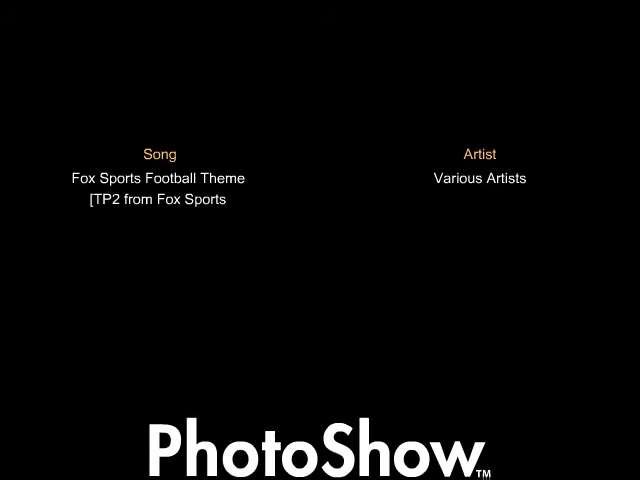 Song
Artist
Fox Sports Football Theme
Various Artists
[TP2 from Fox Sports
PhotoShow™